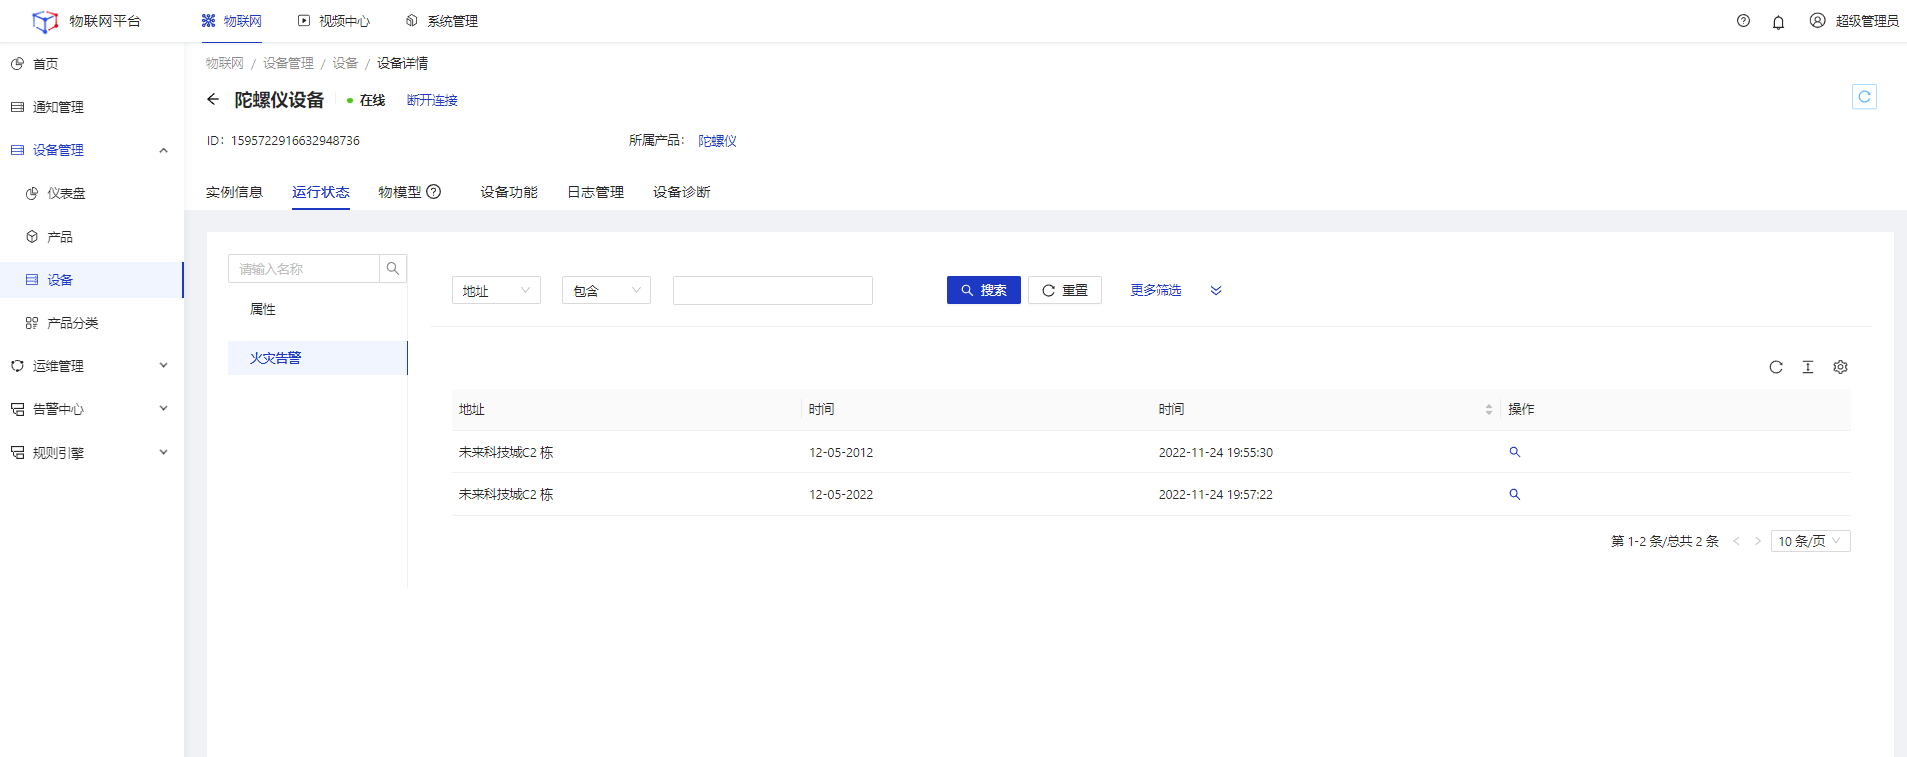 物联网平台
物联网
视频中心
系统管理
超级管理员
首页
通知管理
设备管理
仪表盘
产品
设备
产品分类
运维管理
告警中心
规则引擎
物联网 / 设备管理 / 设备 / 设备详情
陀螺仪设备 在线 断开连接
ID: 1595722916632948736
所属产品： 陀螺仪
实例信息 运行状态 物模型 设备功能 日志管理 设备诊断
请输入名称
属性
火灾告警
地址 包含 搜索 重置 更多筛选
地址 时间 时间 操作
未来科技城C2 栋 12-05-2012 2022-11-24 19:55:30
未来科技城C2 栋 12-05-2022 2022-11-24 19:57:22
第 1-2 条/总共 2 条 < > 10 条/页